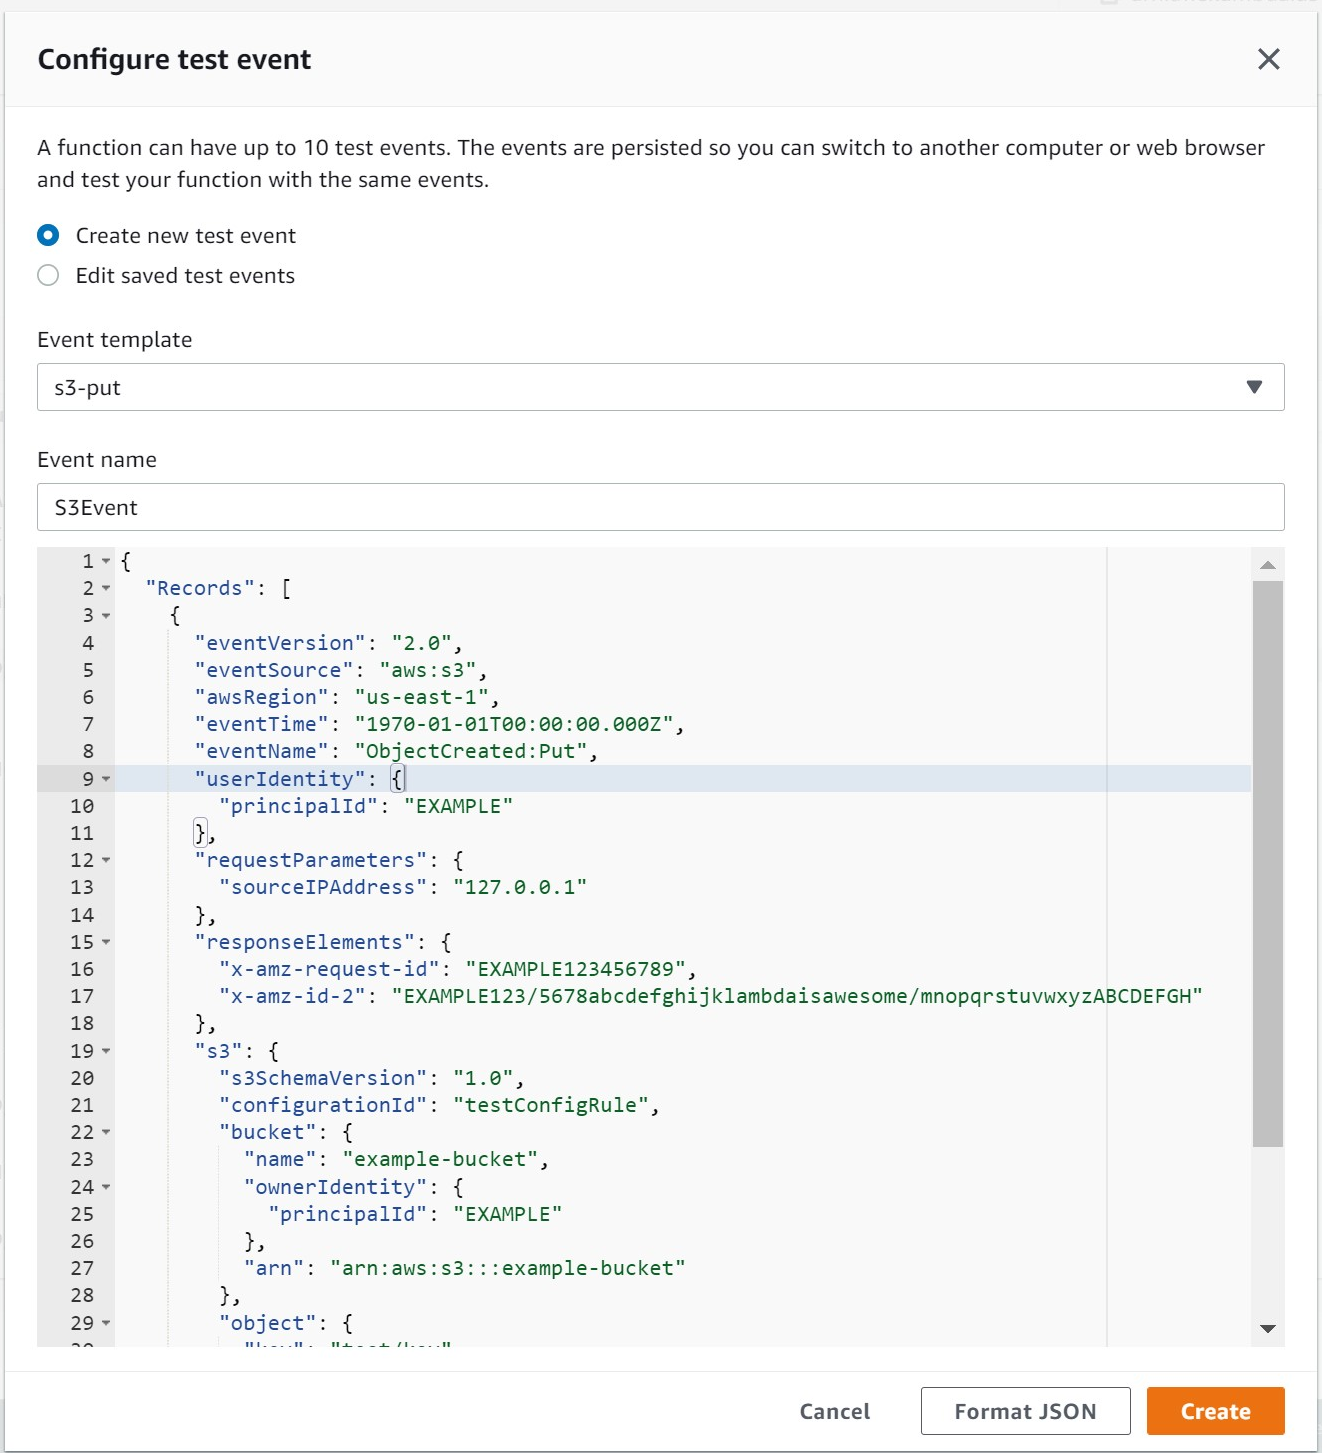 Configure test event
A function can have up to 10 test events. The events are persisted so you can switch to another computer or web browser
and test your function with the same events.
Create new test event
Edit saved test events
Event template
s3-put
Event name
S3Event
1 {
2 "Records": [
3 {
4 "eventVersion": "2.0",
5 "eventSource": "aws:s3",
6 "awsRegion": "us-east-1",
7 "eventTime": "1970-01-01T00:00:00.000Z",
8 "eventName": "ObjectCreated:Put",
9 "userIdentity": {
10 "principalId": "EXAMPLE"
11 },
12 "requestParameters": {
13 "sourceIPAddress": "127.0.0.1"
14 },
15 "responseElements": {
16 "x-amz-request-id": "EXAMPLE123456789",
17 "x-amz-id-2": "EXAMPLE123/5678abcdefghijklambdaisawesome/mnopqrstuvwxyzABCDEFGH"
18 },
19 "s3": {
20 "s3SchemaVersion": "1.0",
21 "configurationId": "testConfigRule",
22 "bucket": {
23 "name": "example-bucket",
24 "ownerIdentity": {
25 "principalId": "EXAMPLE"
26 },
27 "arn": "arn:aws:s3:::example-bucket"
28 },
29 "object": {
Cancel Format JSON Create